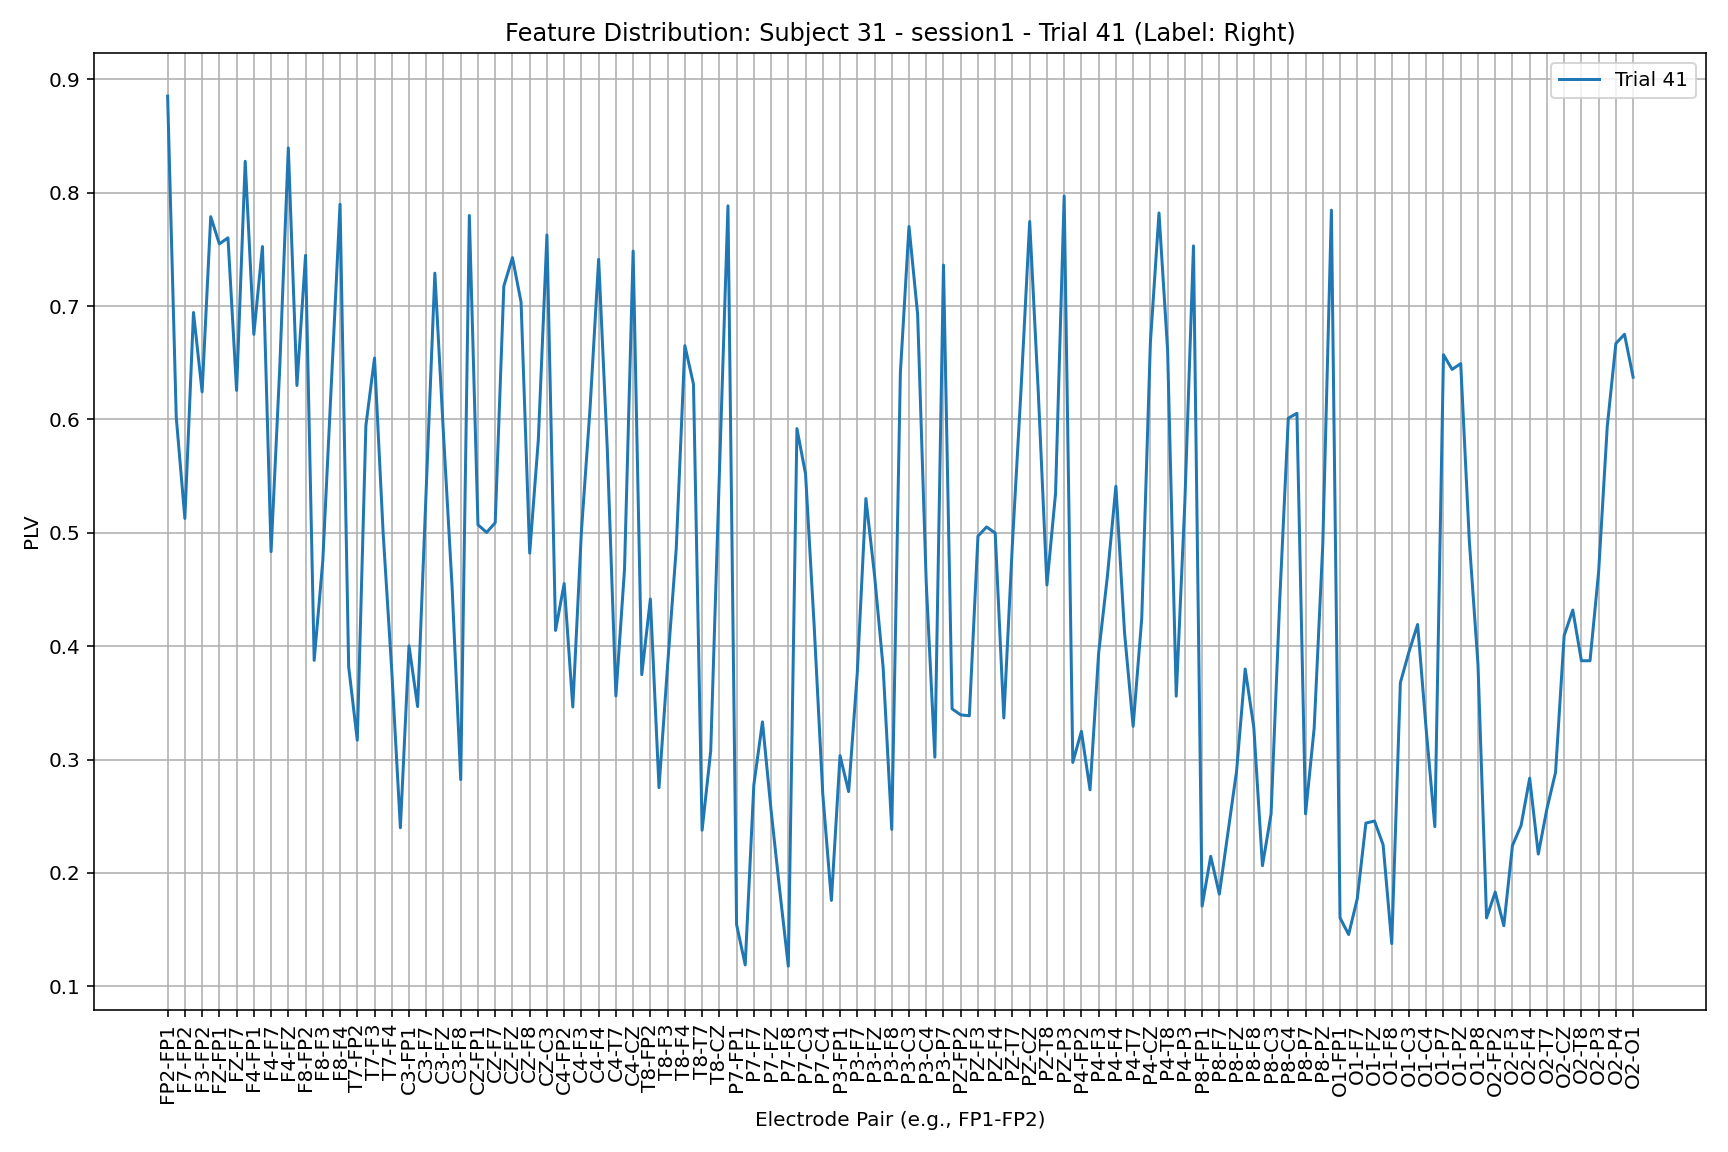 Feature Distribution: Subject 31 - session1 - Trial 41 (Label: Right)
Trial 41
0.9
0.8
0.7
0.6
0.5
0.4
0.3
0.2
0.1
PLV
FP2-FP1
F7-FP2
F3-FP2
FZ-FP1
FZ-F7
F4-FP1
F4-F7
F4-FZ
F8-FP2
F8-F3
F8-F4
T7-FP2
T7-F3
T7-F4
C3-FP1
C3-F7
C3-FZ
C3-F8
CZ-FP1
CZ-F7
CZ-FZ
CZ-F8
CZ-C3
C4-FP2
C4-F3
C4-F4
C4-T7
C4-CZ
T8-FP2
T8-F3
T8-F4
T8-T7
T8-CZ
P7-FP1
P7-F7
P7-FZ
P7-F8
P7-C3
P7-C4
P3-FP1
P3-F7
P3-FZ
P3-F8
P3-C3
P3-C4
P3-P7
PZ-FP2
PZ-F3
PZ-F4
PZ-T7
PZ-CZ
PZ-T8
PZ-P3
P4-FP2
P4-F3
P4-F4
P4-T7
P4-CZ
P4-T8
P4-P3
P8-FP1
P8-F7
P8-FZ
P8-F8
P8-C3
P8-C4
P8-P7
P8-PZ
O1-FP1
O1-F7
O1-FZ
O1-F8
O1-C3
O1-C4
O1-P7
O1-PZ
O1-P8
O2-FP2
O2-F3
O2-F4
O2-T7
O2-CZ
O2-T8
O2-P3
O2-P4
O2-O1
Electrode Pair (e.g., FP1-FP2)